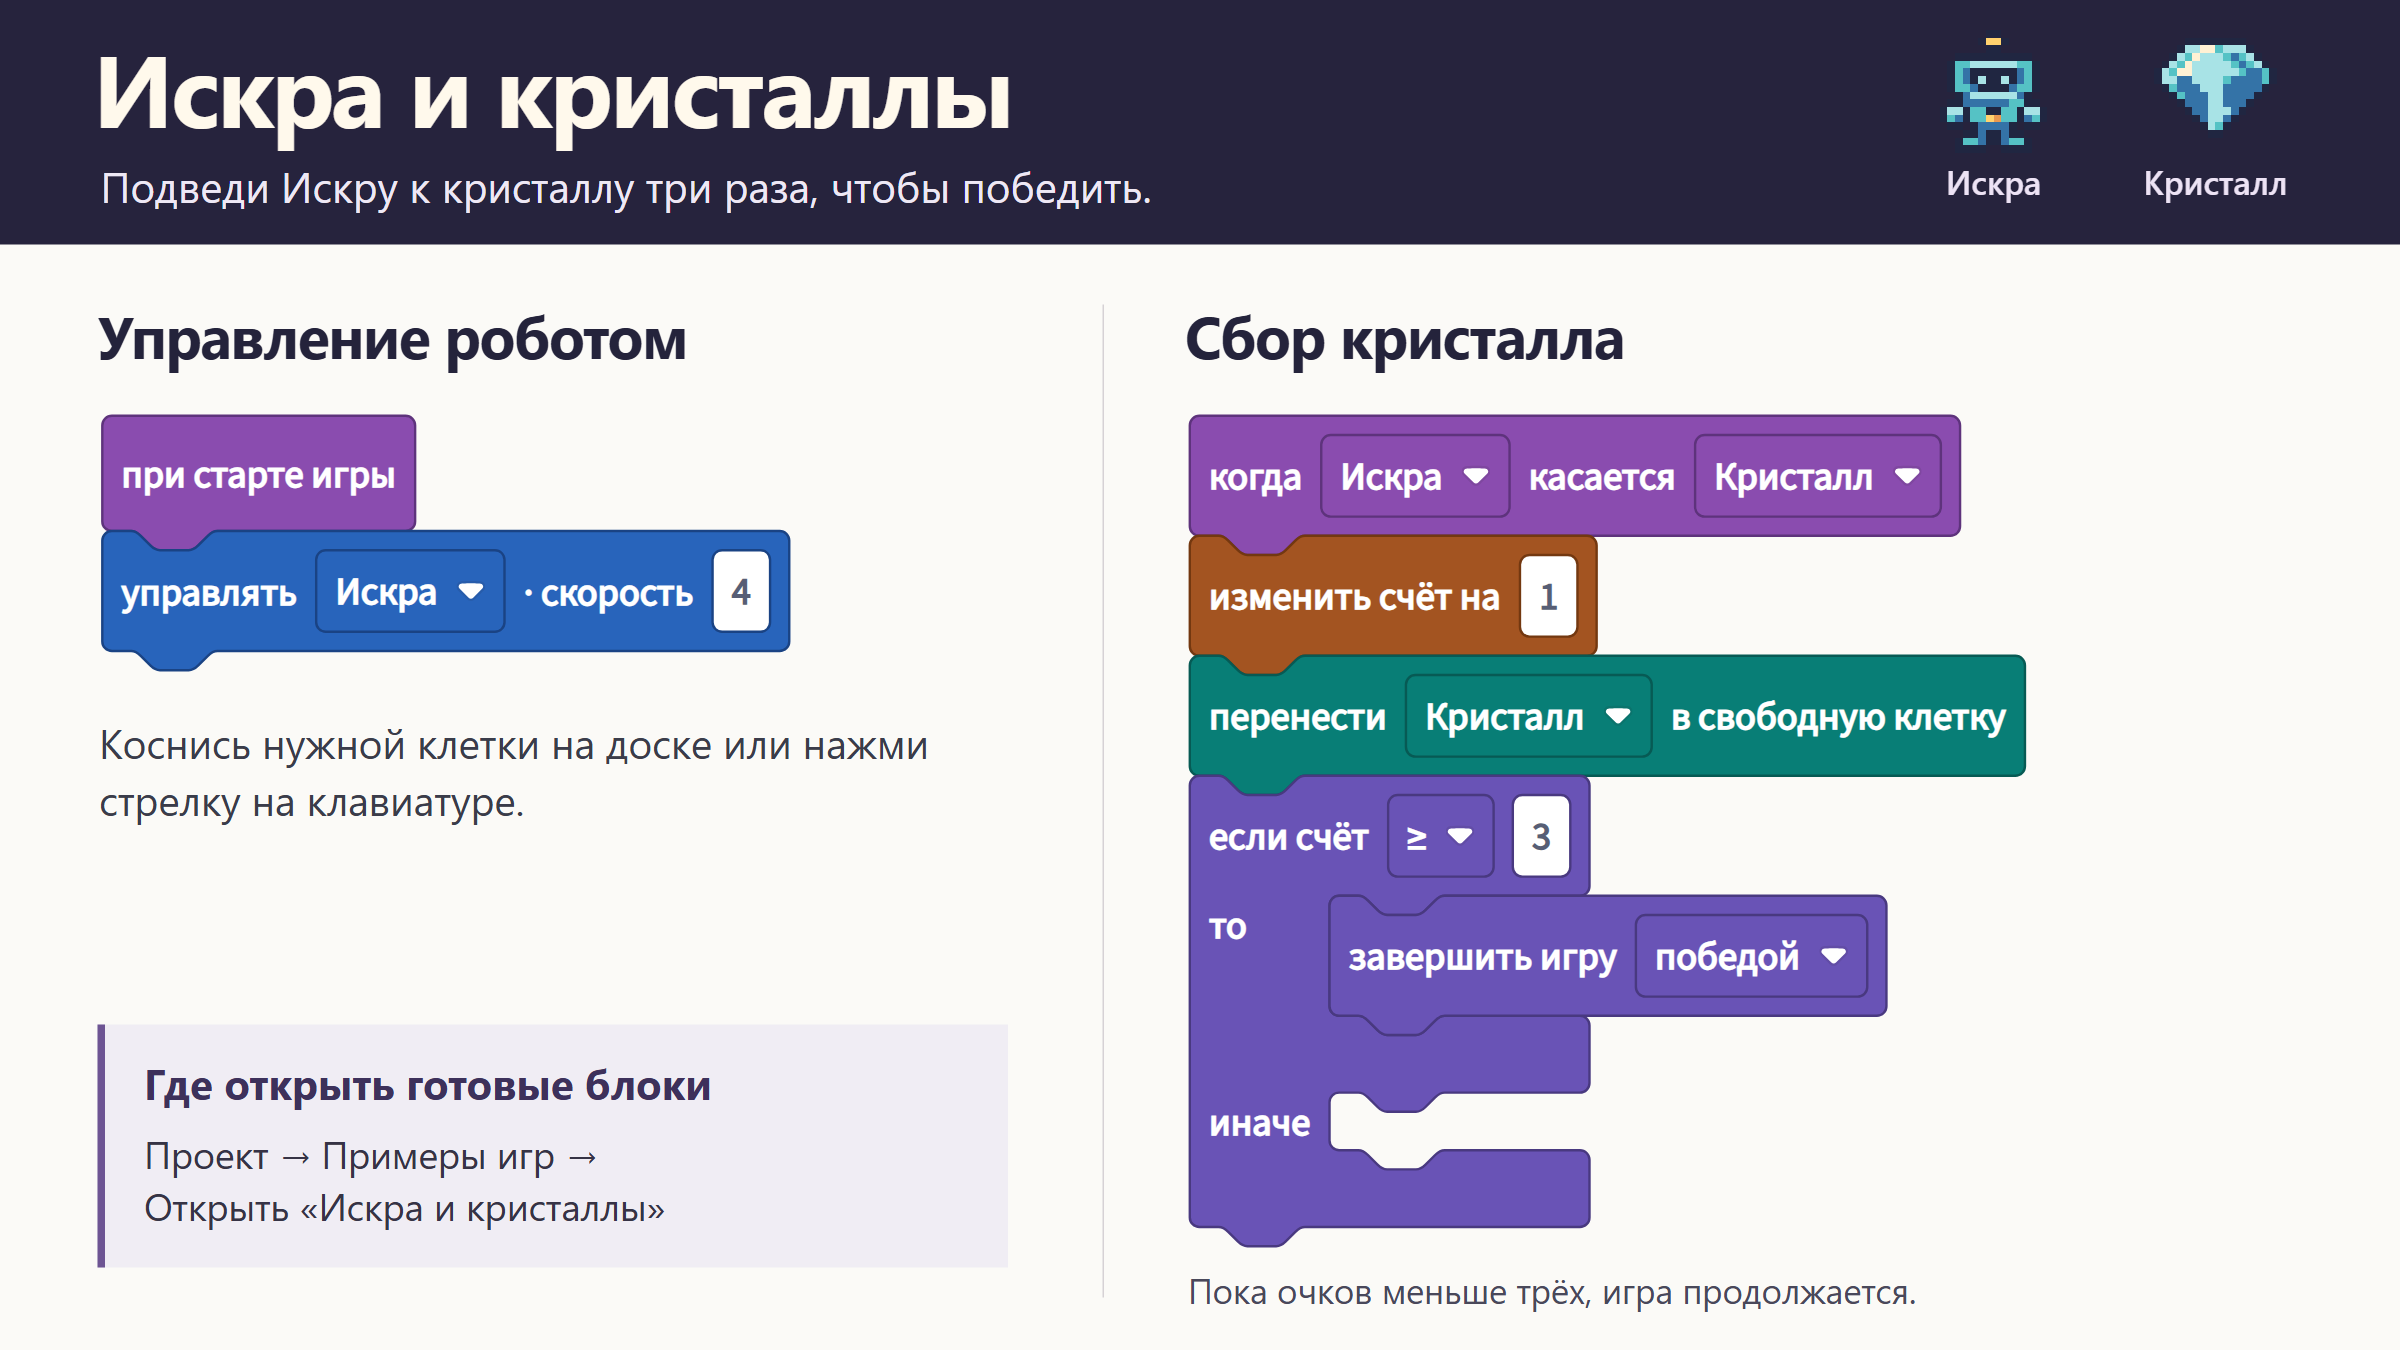 Искра и кристаллы
Подведи Искру к кристаллу три раза, чтобы победить.
Искра
Кристалл
Управление роботом
при старте игры
управлять Искра · скорость 4
Коснись нужной клетки на доске или нажми
стрелку на клавиатуре.
Где открыть готовые блоки
Проект → Примеры игр →
Открыть «Искра и кристаллы»
Сбор кристалла
когда Искра касается Кристалл
изменить счёт на 1
перенести Кристалл в свободную клетку
если счёт ≥ 3
то
завершить игру победой
иначе
Пока очков меньше трёх, игра продолжается.